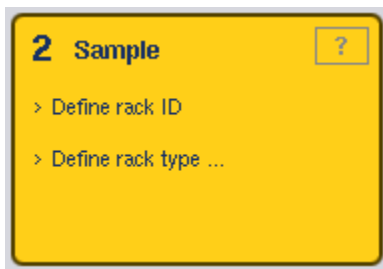 2 Sample ?
> Define rack ID
> Define rack type ...